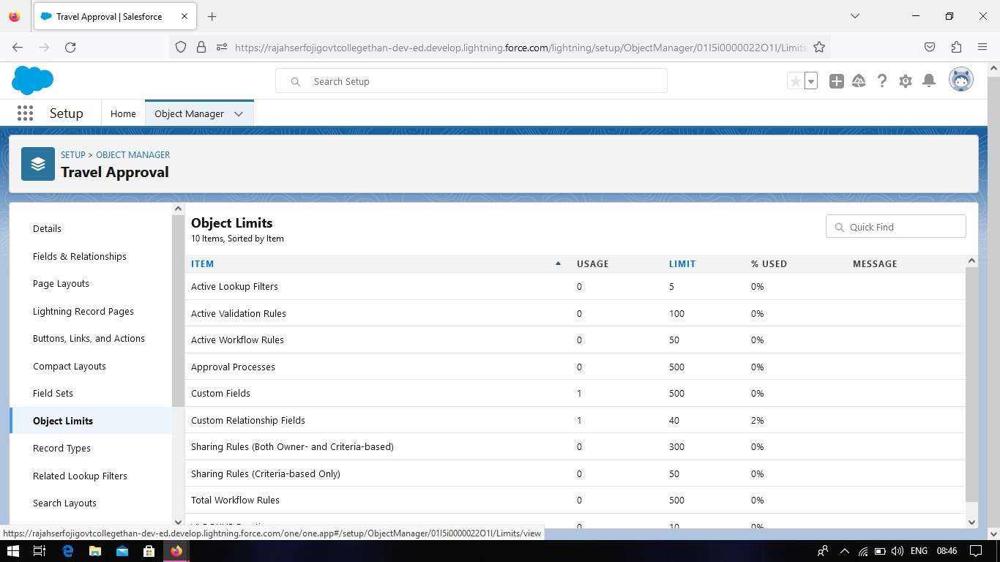 Travel Approval | Salesforce
https://rajahserfojigovtcollegethan-dev-ed.develop.lightning.force.com/lightning/setup/ObjectManager/01I5i0000022O1I/Limits
Search Setup
Setup
Home
Object Manager
SETUP > OBJECT MANAGER
Travel Approval
Details
Fields & Relationships
Page Layouts
Lightning Record Pages
Buttons, Links, and Actions
Compact Layouts
Field Sets
Object Limits
Record Types
Related Lookup Filters
Search Layouts
Object Limits
10 Items, Sorted by Item
Quick Find
ITEM USAGE LIMIT % USED MESSAGE
Active Lookup Filters 0 5 0%
Active Validation Rules 0 100 0%
Active Workflow Rules 0 50 0%
Approval Processes 0 500 0%
Custom Fields 1 500 0%
Custom Relationship Fields 1 40 2%
Sharing Rules (Both Owner- and Criteria-based) 0 300 0%
Sharing Rules (Criteria-based Only) 0 50 0%
Total Workflow Rules 0 500 0%
0 10 0%
https://rajahserfojigovtcollegethan-dev-ed.develop.lightning.force.com/one/one.app#/setup/ObjectManager/01I5i0000022O1I/Limits/view
ENG 08:46